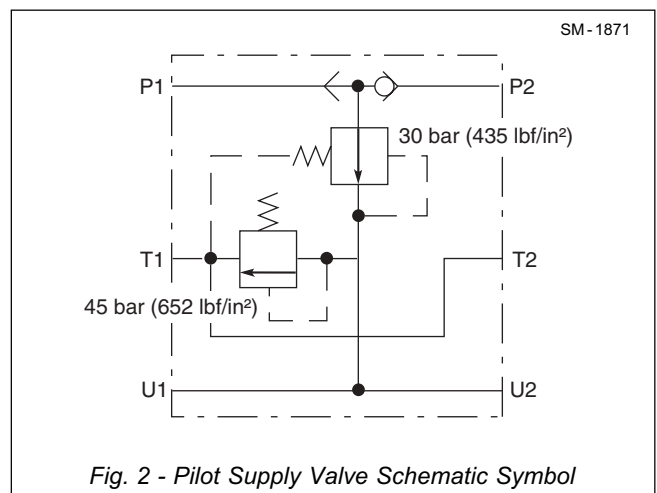 SM-1871
P1
P2
30 bar (435 lbf/in²)
T1
T2
45 bar (652 lbf/in²)
U1
U2
Fig. 2 - Pilot Supply Valve Schematic Symbol